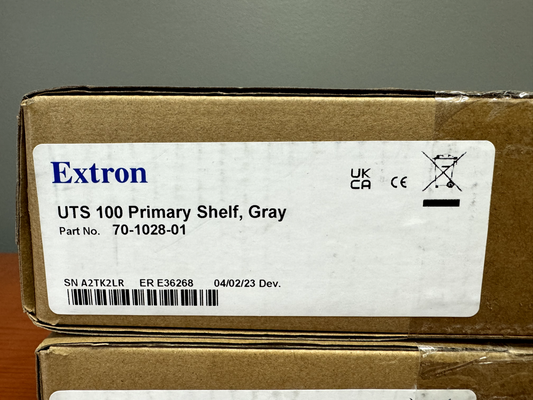 Extron
UK
CA
CE
UTS 100 Primary Shelf, Gray
Part No. 70-1028-01
SN A2TK2LR ER E36268 04/02/23 Dev.